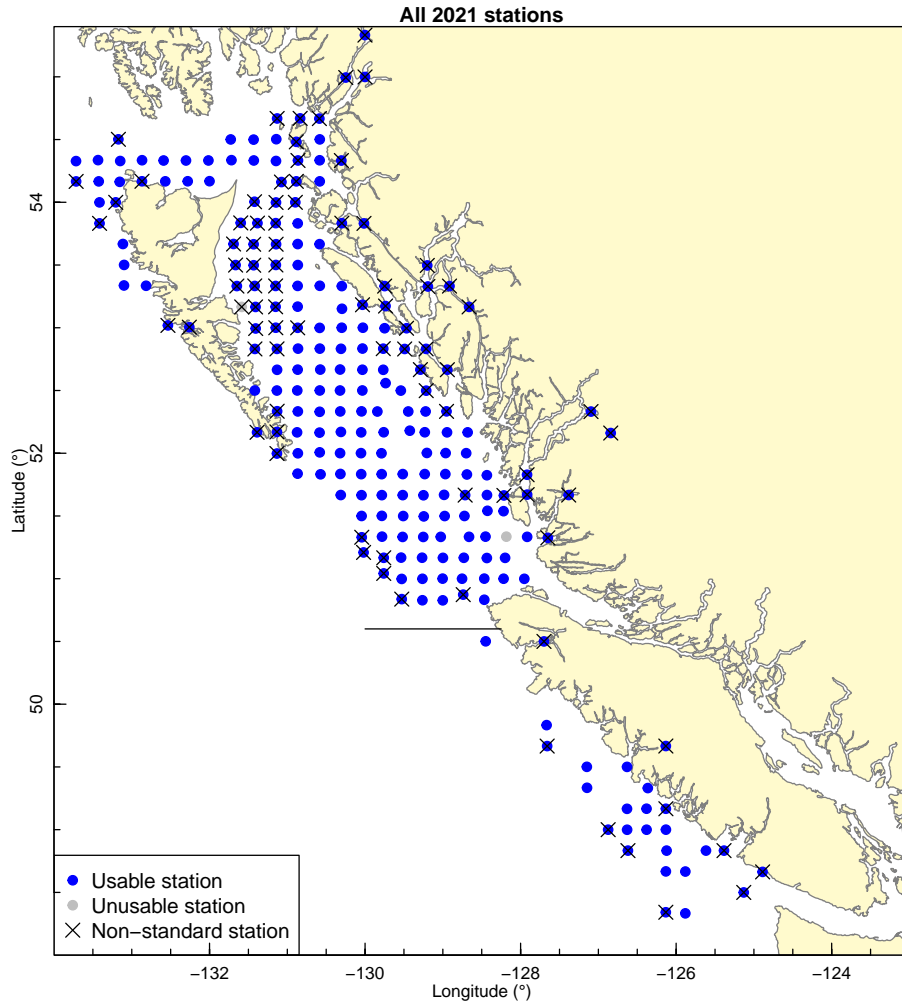 All 2021 stations
Latitude (°)
54
52
50
Usable station
Unusable station
Non−standard station
−132
−130
−128
−126
−124
Longitude (°)